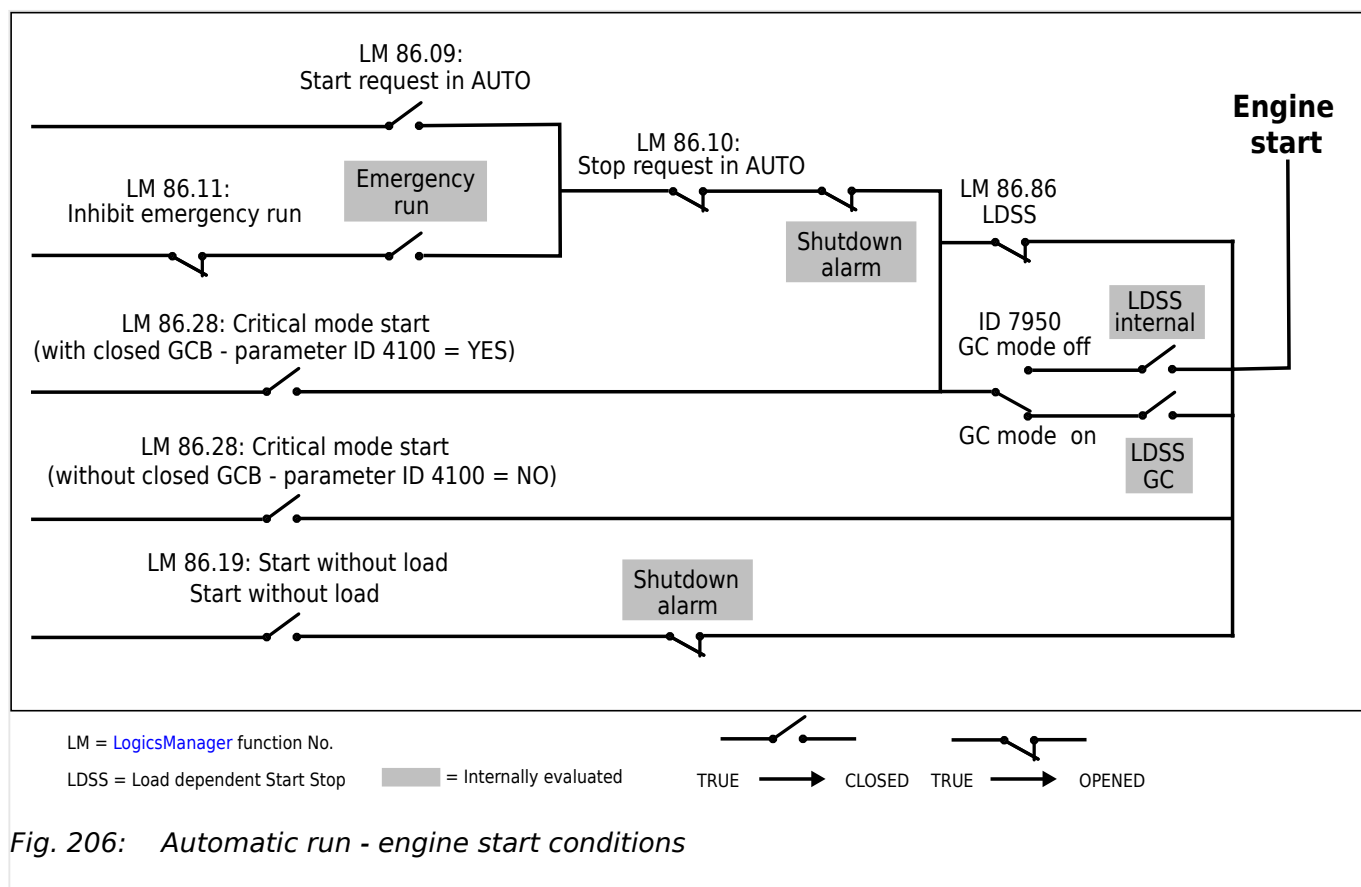 LM 86.09:
Start request in AUTO
Engine
start
LM 86.10:
Stop request in AUTO
LM 86.11:
Inhibit emergency run
Emergency
run
LM 86.86
LDSS
Shutdown
alarm
LM 86.28: Critical mode start
(with closed GCB - parameter ID 4100 = YES)
ID 7950
GC mode off
LDSS
internal
GC mode on
LDSS
GC
LM 86.28: Critical mode start
(without closed GCB - parameter ID 4100 = NO)
LM 86.19: Start without load
Start without load
Shutdown
alarm
LM = LogicsManager function No.
LDSS = Load dependent Start Stop
= Internally evaluated
TRUE CLOSED
TRUE OPENED
Fig. 206: Automatic run - engine start conditions